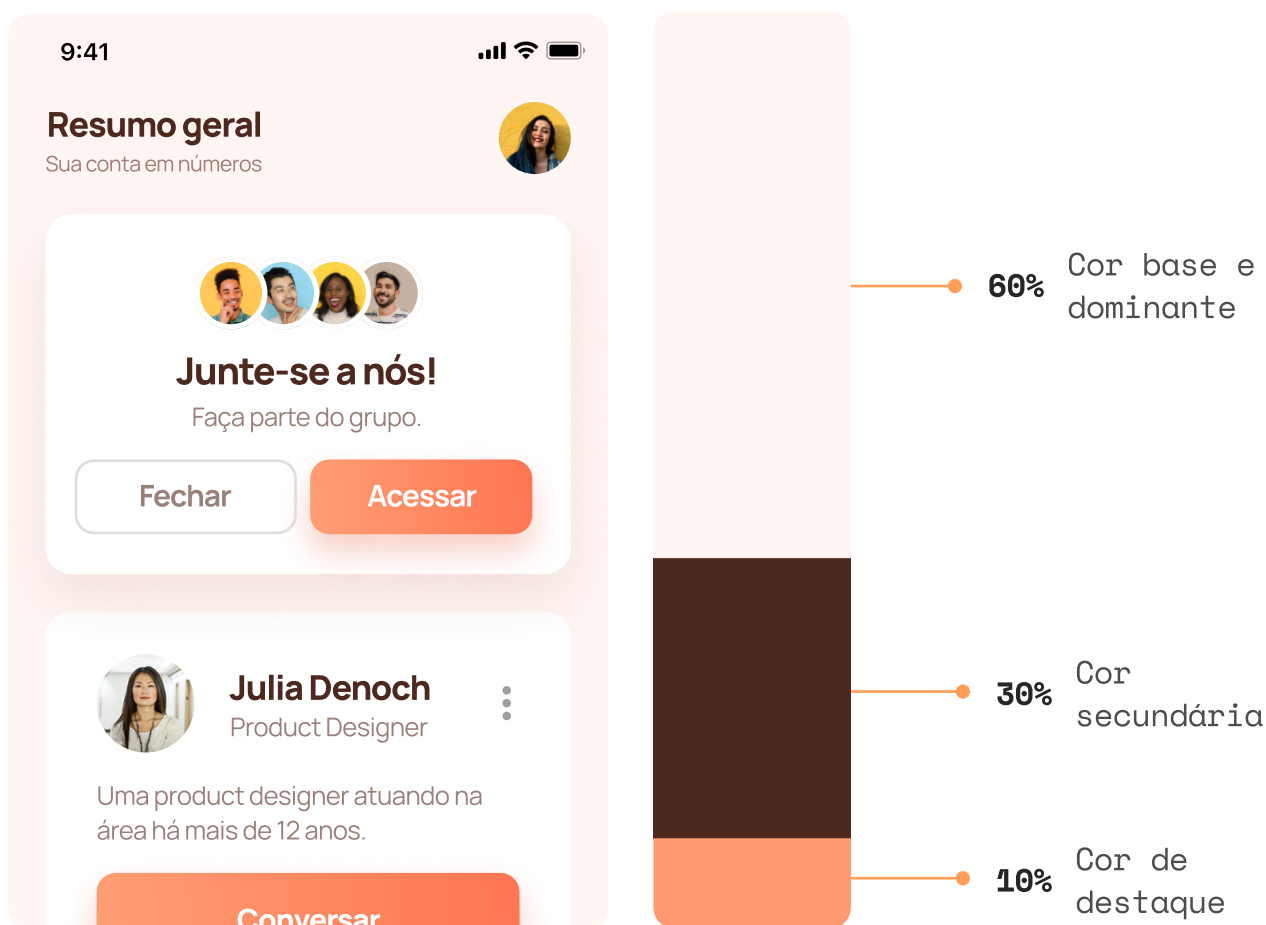 9:41
Resumo geral
Sua conta em números
Junte-se a nós!
Faça parte do grupo.
Fechar
Acessar
Julia Denoch
Product Designer
Uma product designer atuando na
área há mais de 12 anos.
Conversar
60%
Cor base e
dominante
30%
Cor
secundária
10%
Cor de
destaque